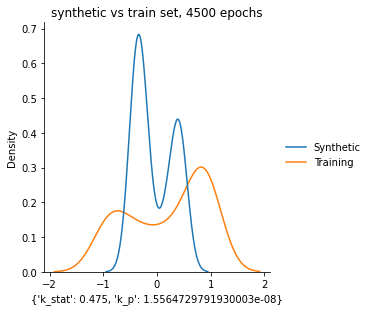 synthetic vs train set, 4500 epochs
0.7
0.6
0.5
0.4
0.3
0.2
0.1
0.0
Density
Synthetic
Training
−2 −1 0 1 2
{'k_stat': 0.475, 'k_p': 1.5564729791930003e-08}